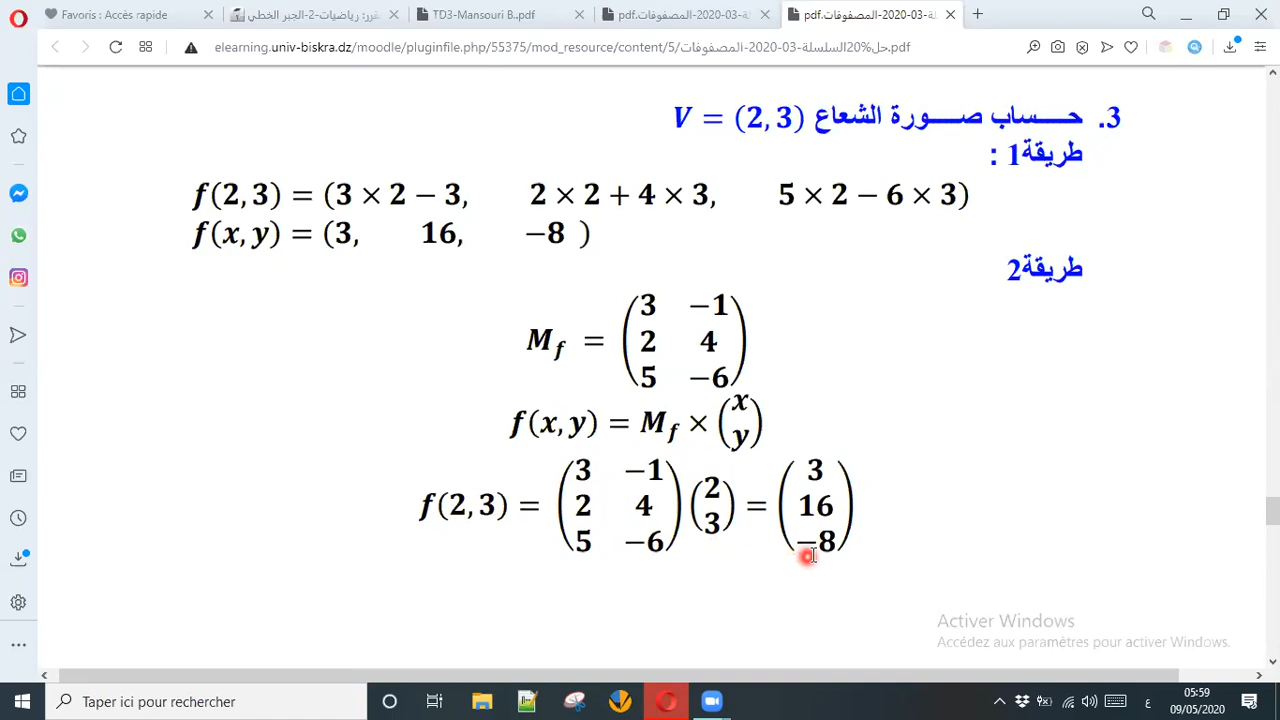 Favoris : Accès rapide
مقرر: رياضيات-2-الجبر الخطي
TD3-Mansouri B..pdf
لة-03-2020-المصفوفات.pdf
لة-03-2020-المصفوفات.pdf
elearning.univ-biskra.dz/moodle/pluginfile.php/55375/mod_resource/content/5/حل%20السلسلة-03-2020-المصفوفات.pdf
3. حساب صورة الشعاع V = (2, 3)
طريقة1 :
f(2, 3) = (3 × 2 − 3, 2 × 2 + 4 × 3, 5 × 2 − 6 × 3)
f(x, y) = (3, 16, −8 )
طريقة2
3 −1
M_f = 2 4
5 −6
f(x, y) = M_f × (x y)
3 −1 3
f(2, 3) = 2 4 (2 3) = 16
5 −6 −8
Activer Windows
Accédez aux paramètres pour activer Windows.
Taper ici pour rechercher
ع
05:59
09/05/2020